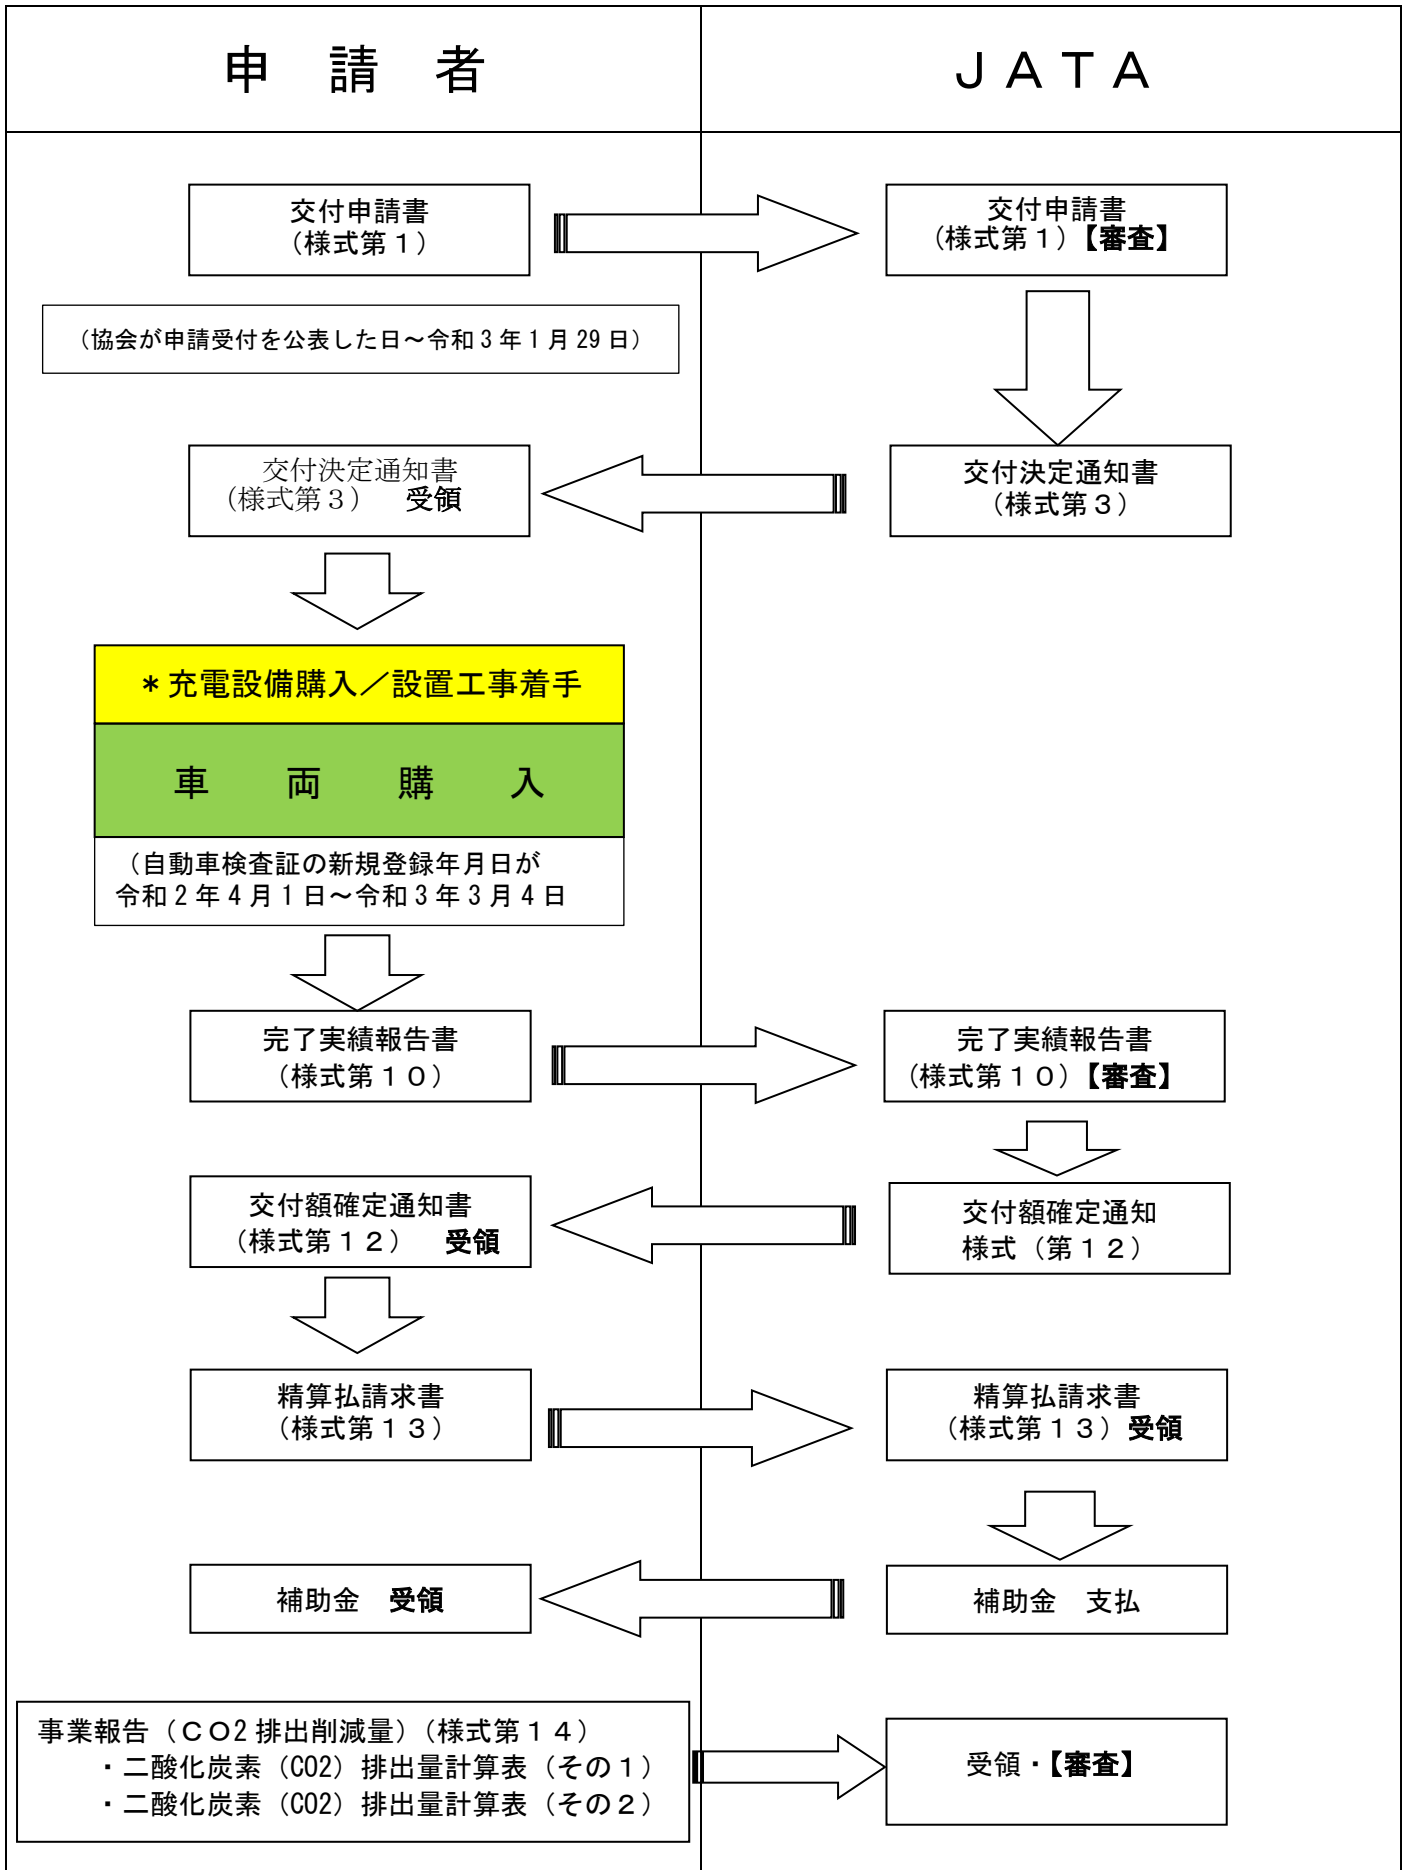 申　請　者
ＪＡＴＡ
交付申請書
（様式第１）
交付申請書
（様式第１）【審査】
（協会が申請受付を公表した日～令和3年1月29日）
交付決定通知書
（様式第３）　受領
交付決定通知書
（様式第３）
＊充電設備購入／設置工事着手
車　両　購　入
（自動車検査証の新規登録年月日が
令和2年4月1日～令和3年3月4日
完了実績報告書
（様式第１０）
完了実績報告書
（様式第１０）【審査】
交付額確定通知書
（様式第１２）　受領
交付額確定通知
様式（第１２）
精算払請求書
（様式第１３）
精算払請求書
（様式第１３）受領
補助金　受領
補助金　支払
事業報告（ＣＯ2排出削減量）（様式第１４）
・二酸化炭素（CO2）排出量計算表（その１）
・二酸化炭素（CO2）排出量計算表（その２）
受領・【審査】